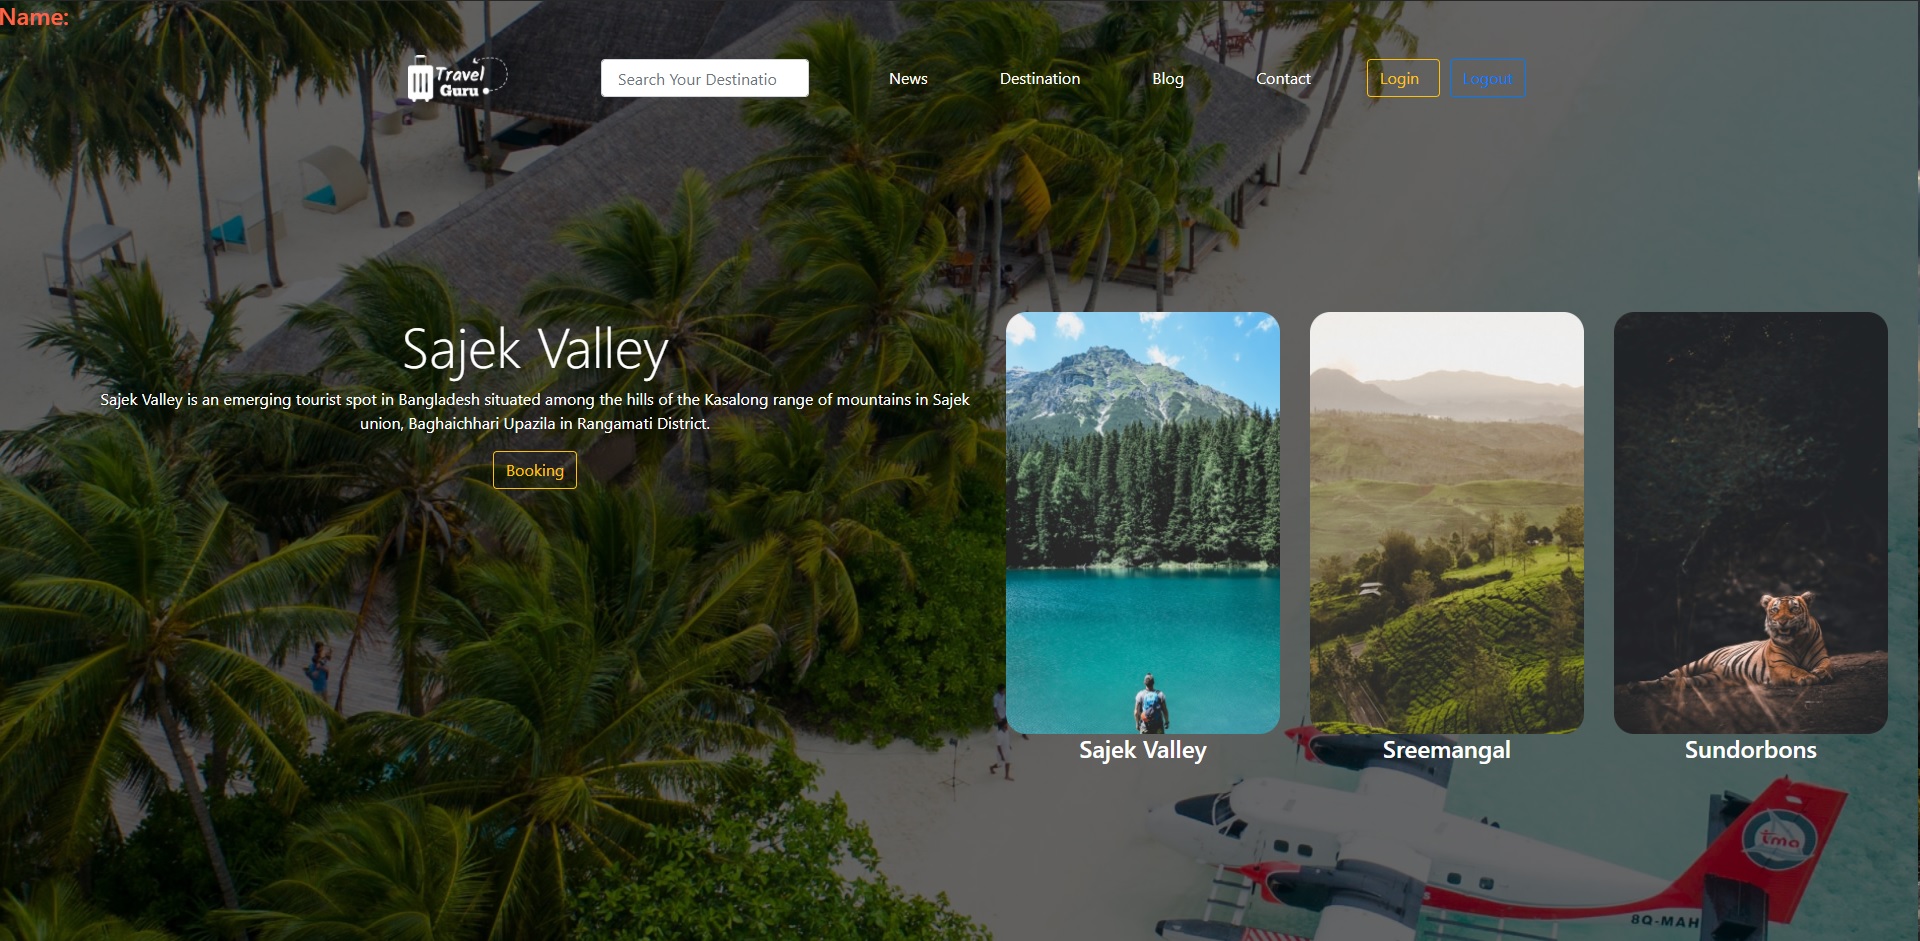 Name:
Travel
Guru
Search Your Destinatio
News
Destination
Blog
Contact
Login
Logout
Sajek Valley
Sajek Valley is an emerging tourist spot in Bangladesh situated among the hills of the Kasalong range of mountains in Sajek
union, Baghaichhari Upazila in Rangamati District.
Booking
Sajek Valley
Sreemangal
Sundorbons
tma
8Q-MAH